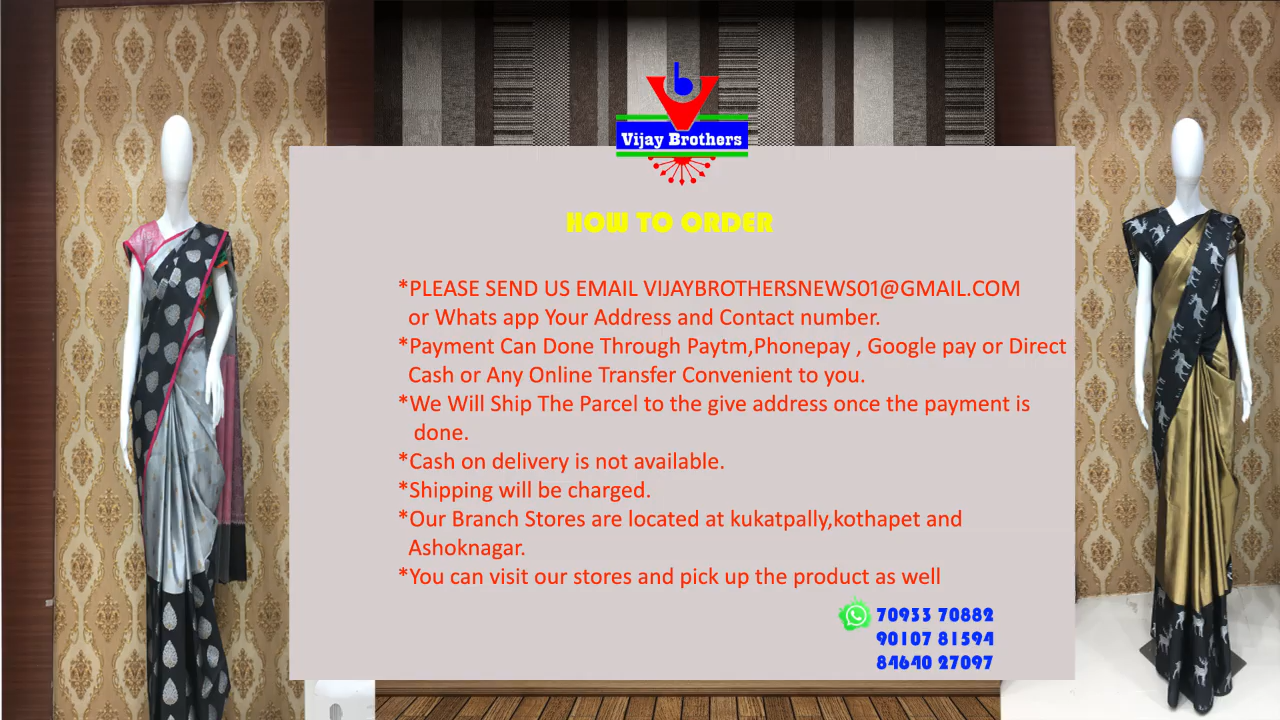 b
Vijay Brothers
HOW TO ORDER
*PLEASE SEND US EMAIL VIJAYBROTHERSNEWS01@GMAIL.COM
or Whats app Your Address and Contact number.
*Payment Can Done Through Paytm,Phonepay , Google pay or Direct
Cash or Any Online Transfer Convenient to you.
*We Will Ship The Parcel to the give address once the payment is
done.
*Cash on delivery is not available.
*Shipping will be charged.
*Our Branch Stores are located at kukatpally,kothapet and
Ashoknagar.
*You can visit our stores and pick up the product as well
70933 70882
90107 81594
84640 27097